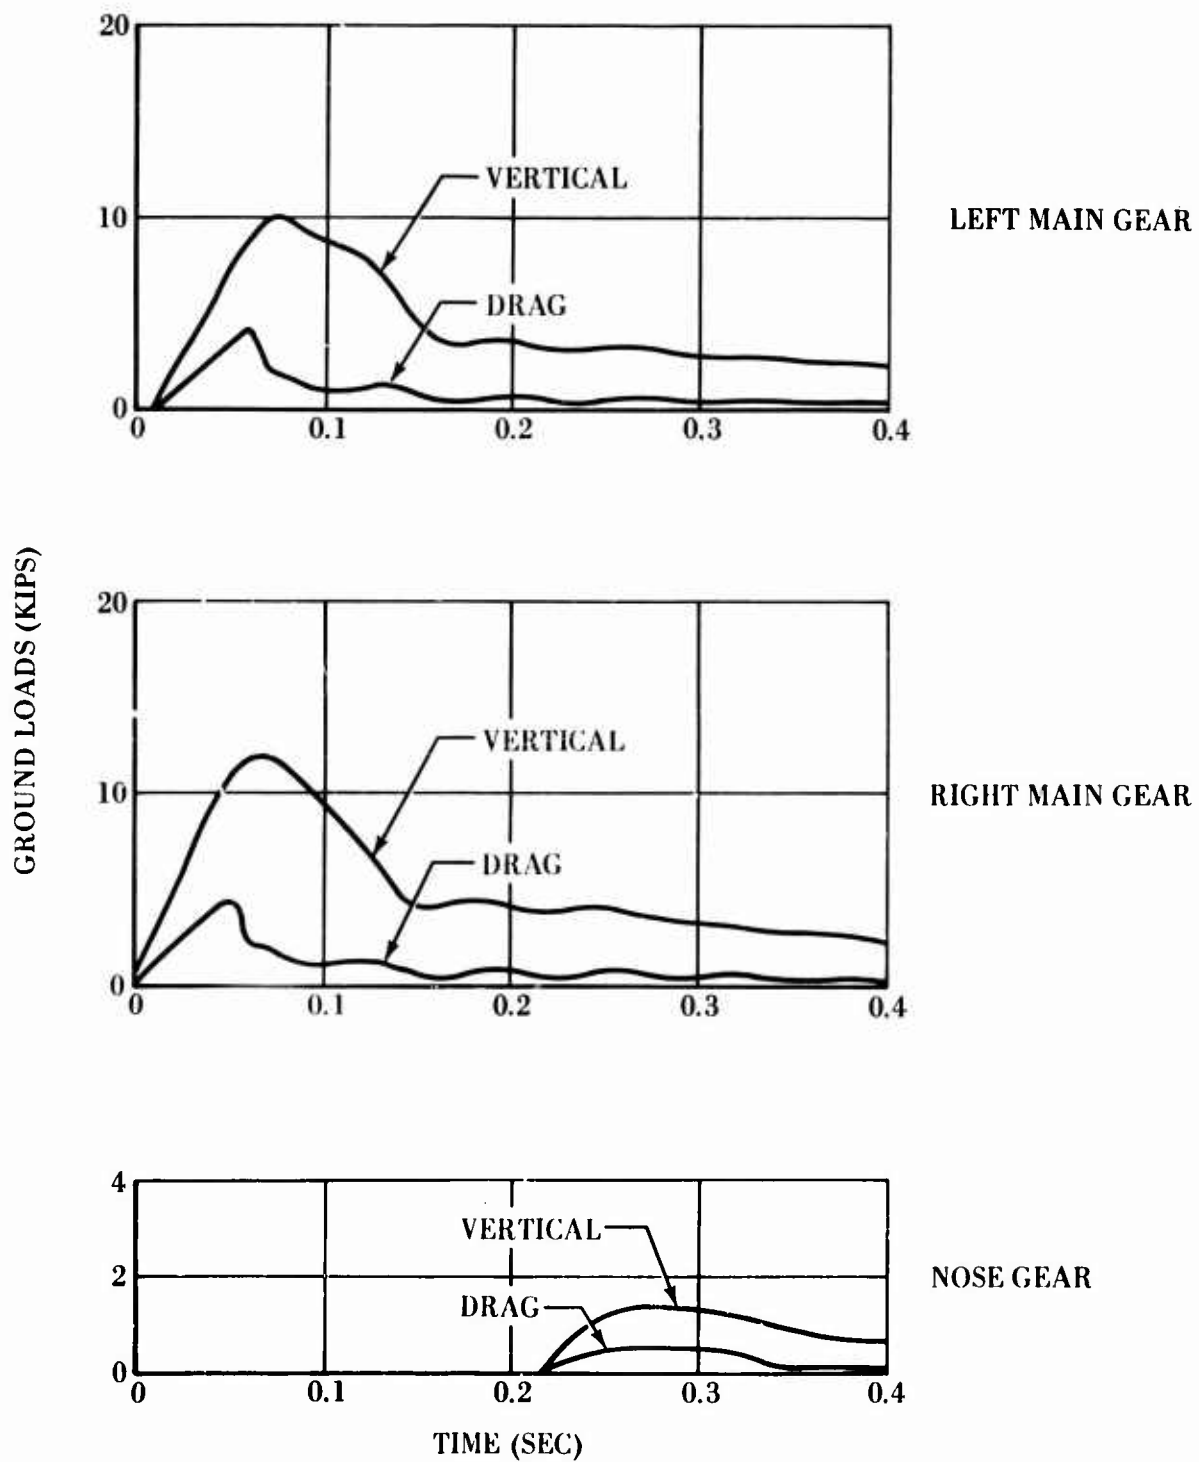 20
VERTICAL
10
LEFT MAIN GEAR
DRAG
0
0 0.1 0.2 0.3 0.4
GROUND LOADS (KIPS)
20
VERTICAL
10
RIGHT MAIN GEAR
DRAG
0
0 0.1 0.2 0.3 0.4
4
VERTICAL
2
NOSE GEAR
DRAG
0
0 0.1 0.2 0.3 0.4
TIME (SEC)